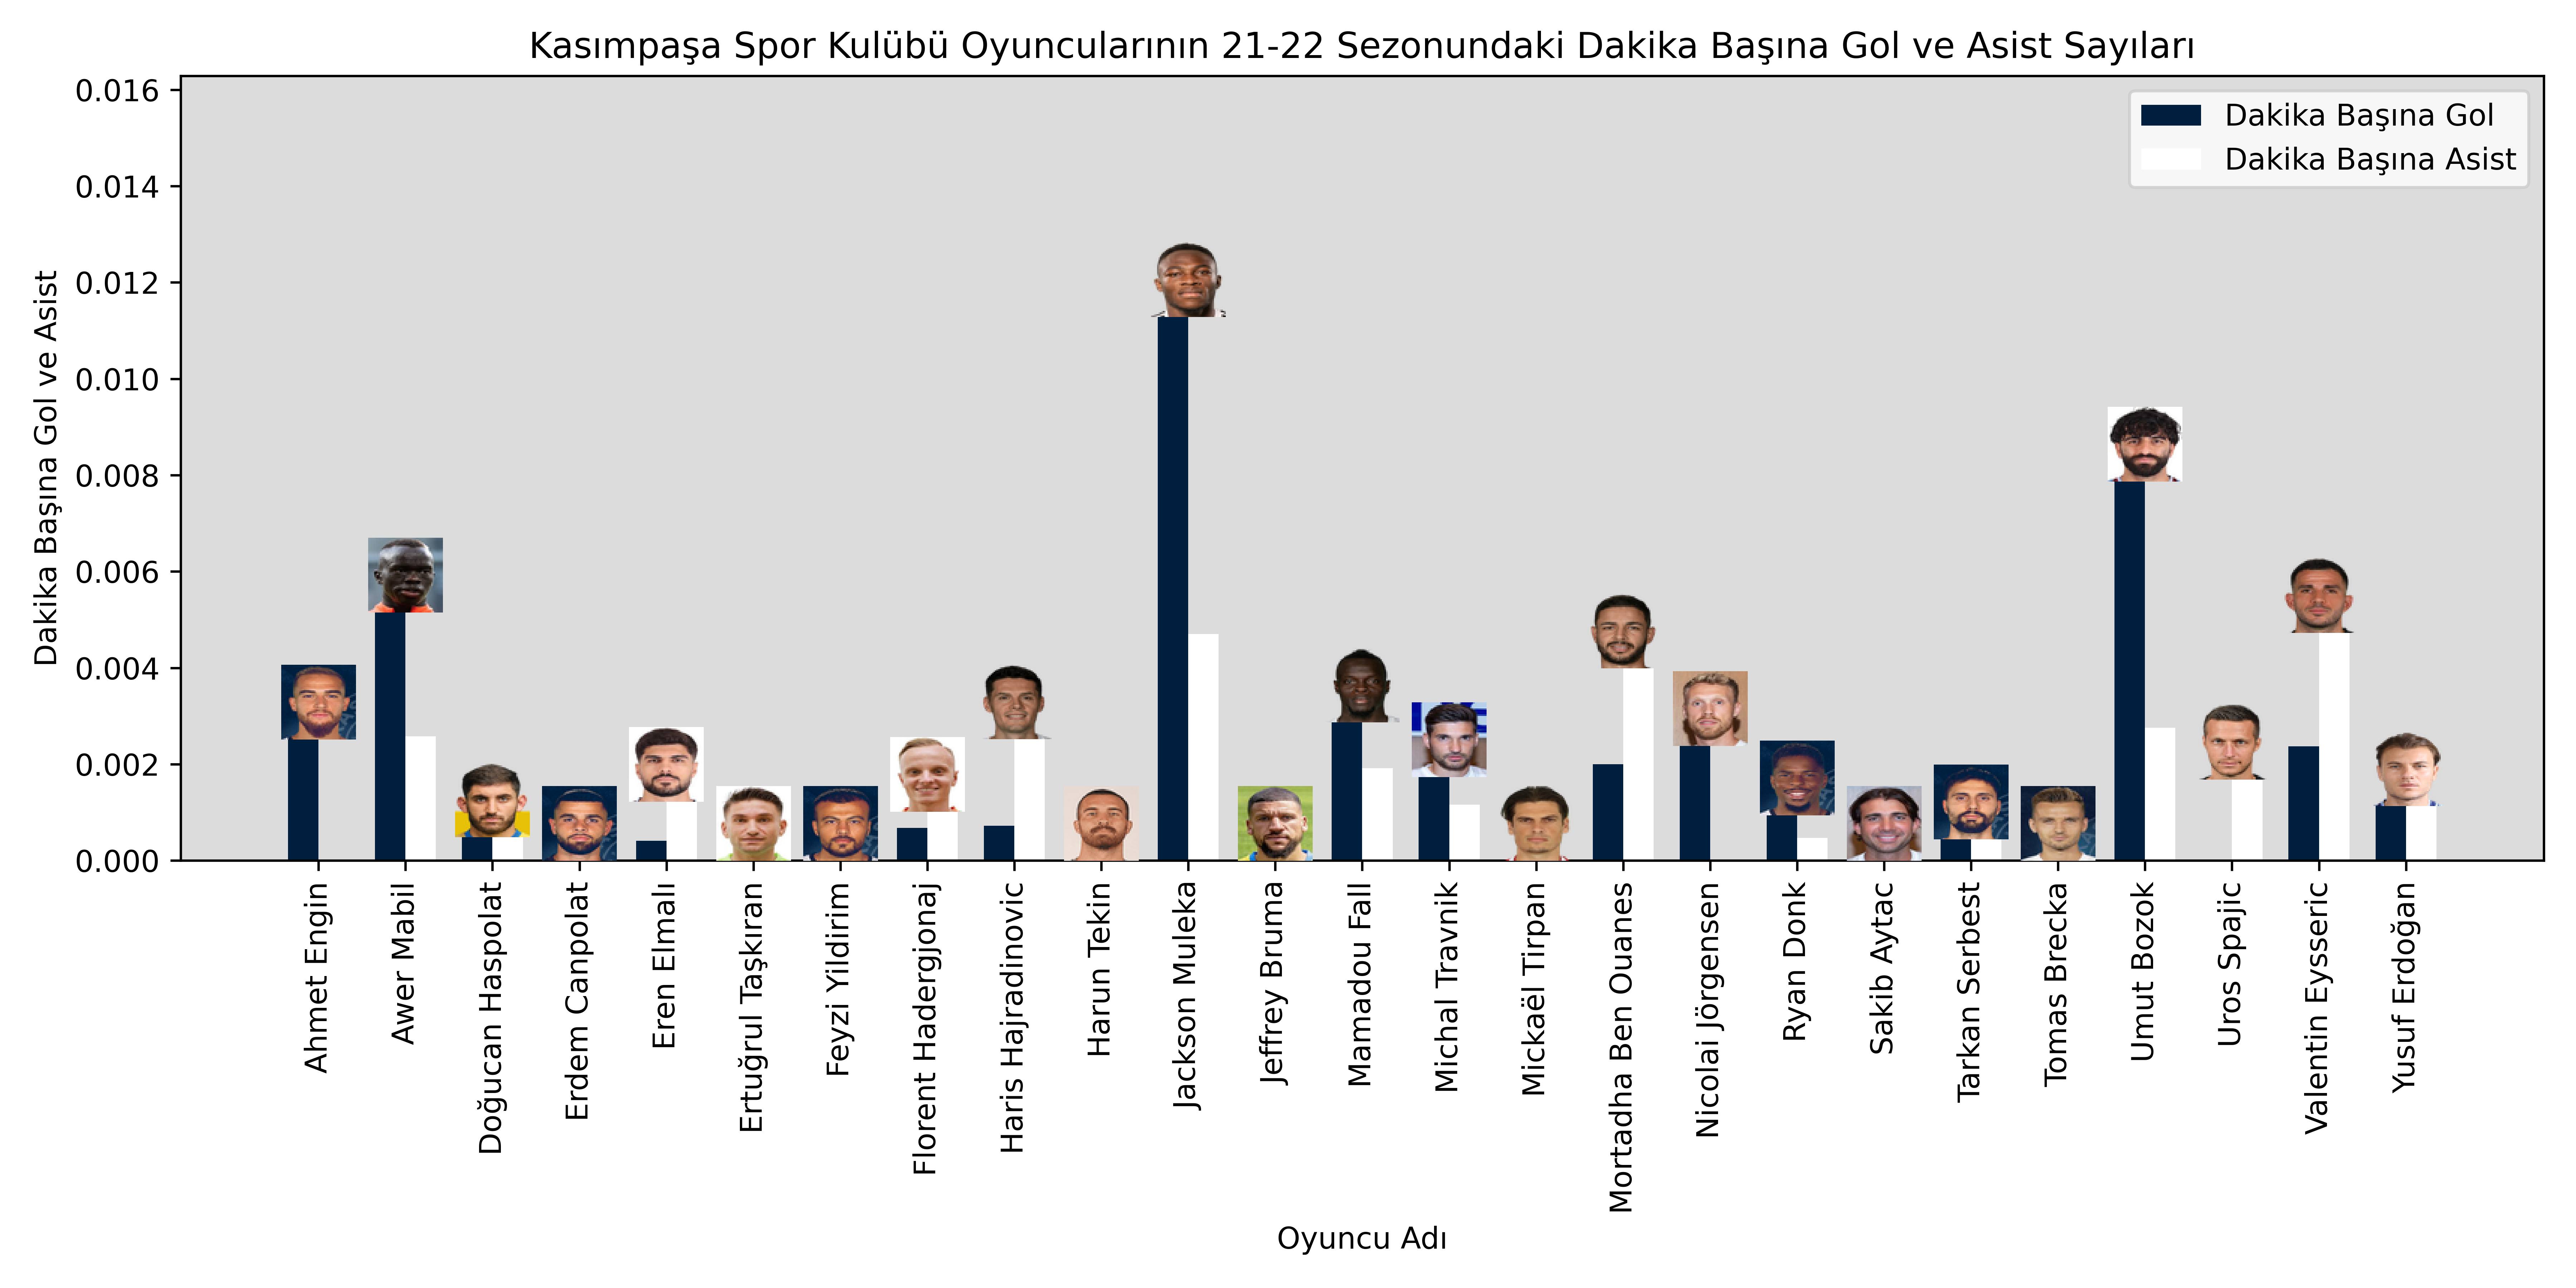 Kasımpaşa Spor Kulübü Oyuncularının 21-22 Sezonundaki Dakika Başına Gol ve Asist Sayıları
Dakika Başına Gol
Dakika Başına Asist
Dakika Başına Gol ve Asist
0.016
0.014
0.012
0.010
0.008
0.006
0.004
0.002
0.000
Ahmet Engin
Awer Mabil
Doğucan Haspolat
Erdem Canpolat
Eren Elmalı
Ertuğrul Taşkıran
Feyzi Yildirim
Florent Hadergjonaj
Haris Hajradinovic
Harun Tekin
Jackson Muleka
Jeffrey Bruma
Mamadou Fall
Michal Travnik
Mickaël Tirpan
Mortadha Ben Ouanes
Nicolai Jörgensen
Ryan Donk
Sakib Aytac
Tarkan Serbest
Tomas Brecka
Umut Bozok
Uros Spajic
Valentin Eysseric
Yusuf Erdoğan
Oyuncu Adı